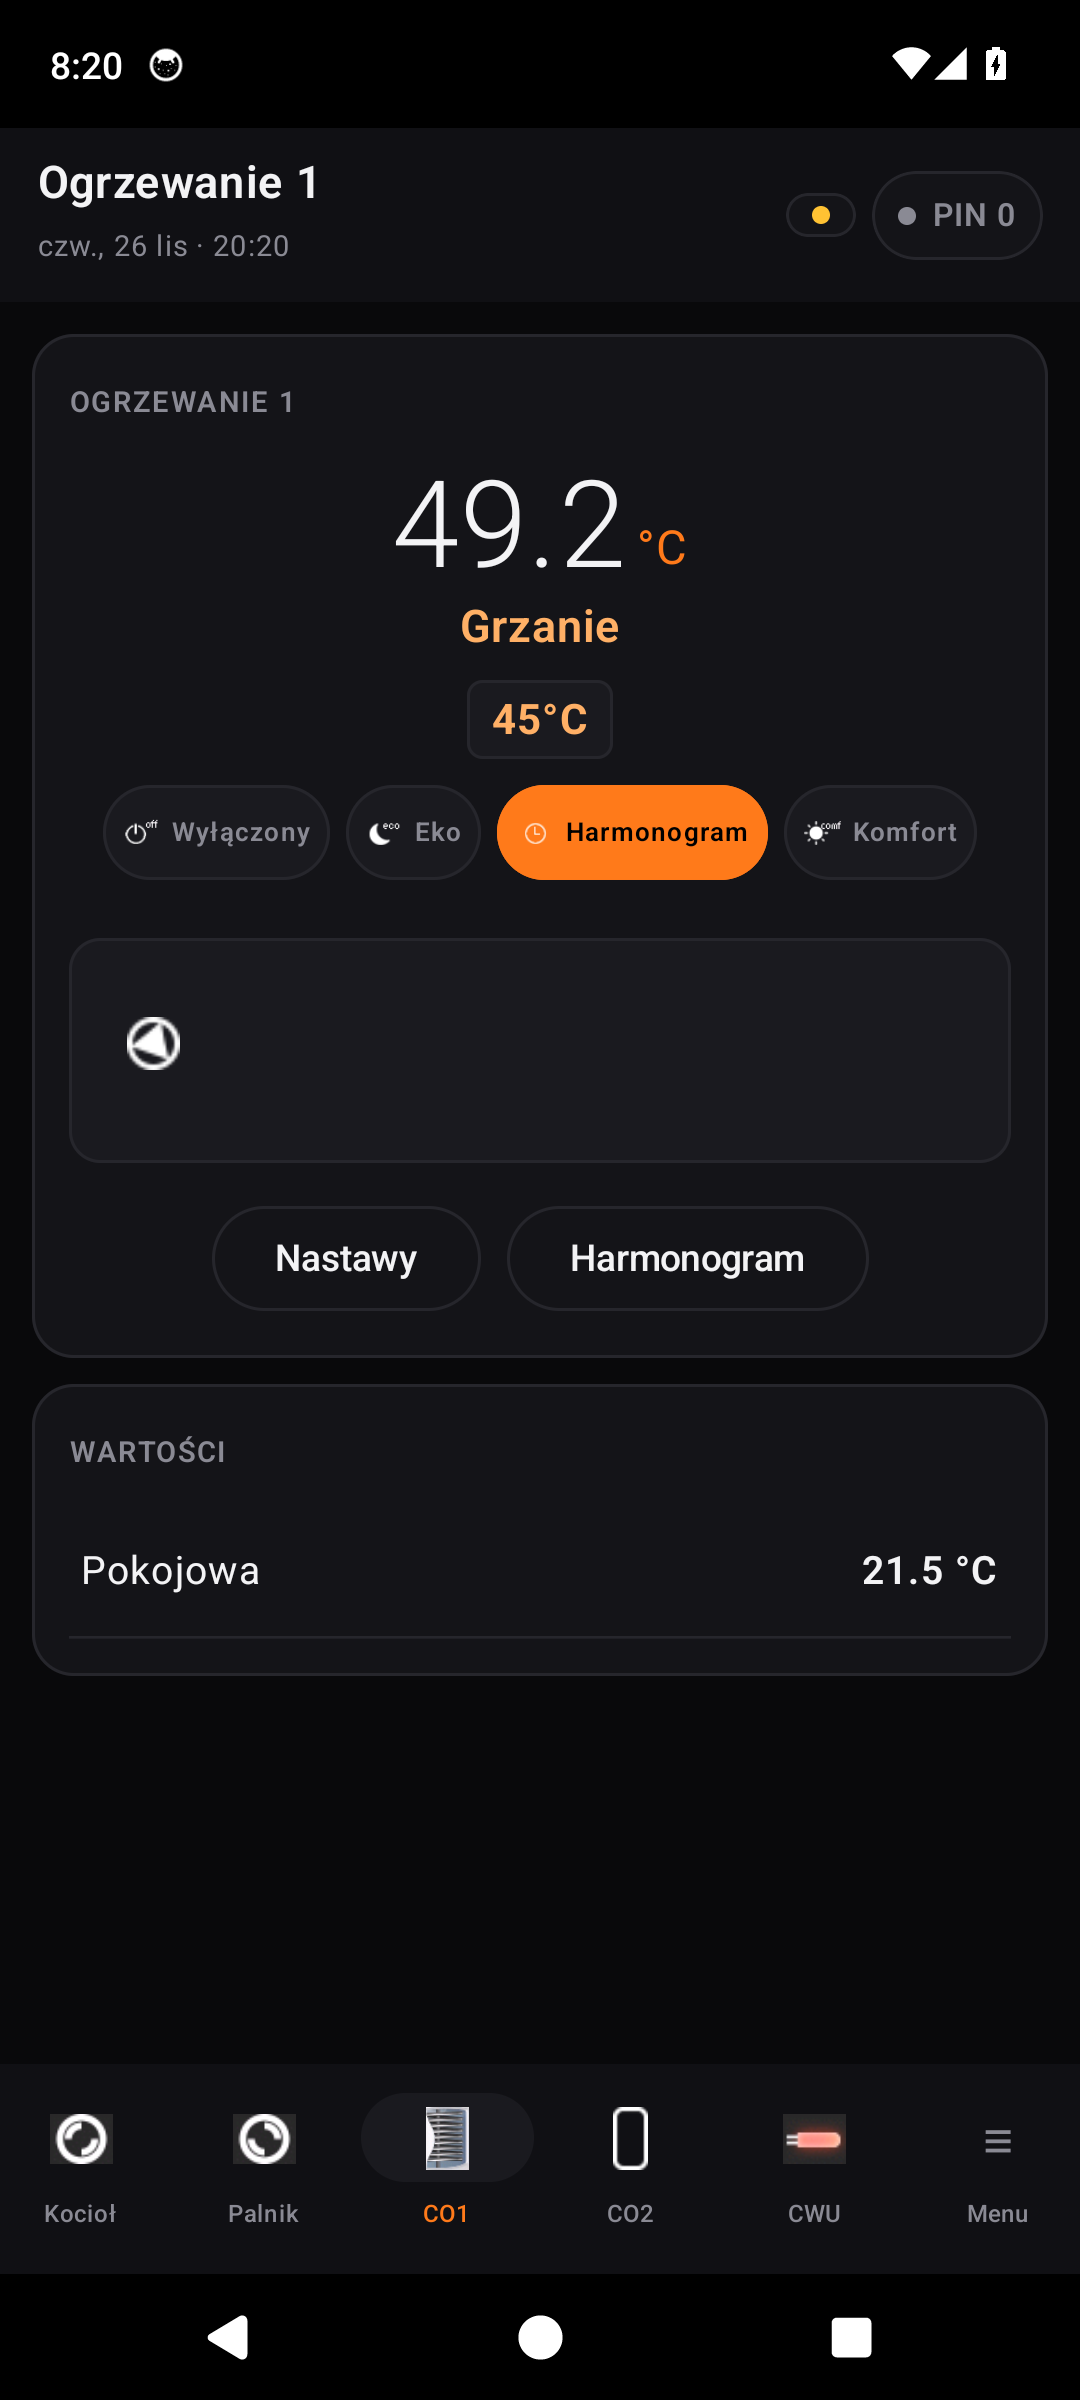 8:20
Ogrzewanie 1
czw., 26 lis · 20:20
PIN 0
OGRZEWANIE 1
49.2 °C
Grzanie
45°C
off Wyłączony
eco Eko
Harmonogram
comf Komfort
Nastawy
Harmonogram
WARTOŚCI
Pokojowa 21.5 °C
Kocioł
Palnik
CO1
CO2
CWU
Menu